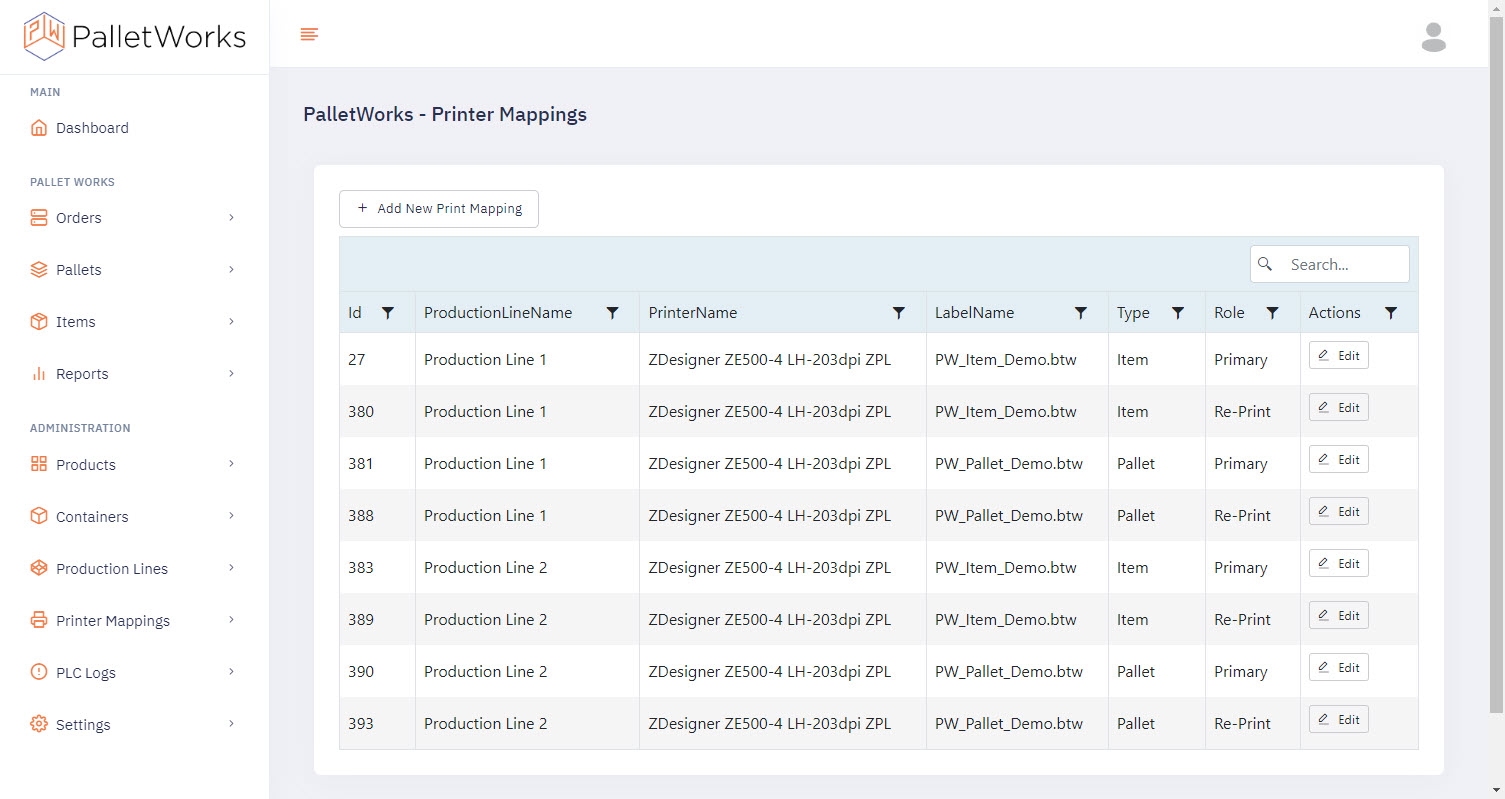 PW PalletWorks
MAIN
Dashboard
PALLET WORKS
Orders
Pallets
Items
Reports
ADMINISTRATION
Products
Containers
Production Lines
Printer Mappings
PLC Logs
Settings
PalletWorks - Printer Mappings
+ Add New Print Mapping
Search...
Id ProductionLineName PrinterName LabelName Type Role Actions
27 Production Line 1 ZDesigner ZE500-4 LH-203dpi ZPL PW_Item_Demo.btw Item Primary Edit
380 Production Line 1 ZDesigner ZE500-4 LH-203dpi ZPL PW_Item_Demo.btw Item Re-Print Edit
381 Production Line 1 ZDesigner ZE500-4 LH-203dpi ZPL PW_Pallet_Demo.btw Pallet Primary Edit
388 Production Line 1 ZDesigner ZE500-4 LH-203dpi ZPL PW_Pallet_Demo.btw Pallet Re-Print Edit
383 Production Line 2 ZDesigner ZE500-4 LH-203dpi ZPL PW_Item_Demo.btw Item Primary Edit
389 Production Line 2 ZDesigner ZE500-4 LH-203dpi ZPL PW_Item_Demo.btw Item Re-Print Edit
390 Production Line 2 ZDesigner ZE500-4 LH-203dpi ZPL PW_Pallet_Demo.btw Pallet Primary Edit
393 Production Line 2 ZDesigner ZE500-4 LH-203dpi ZPL PW_Pallet_Demo.btw Pallet Re-Print Edit